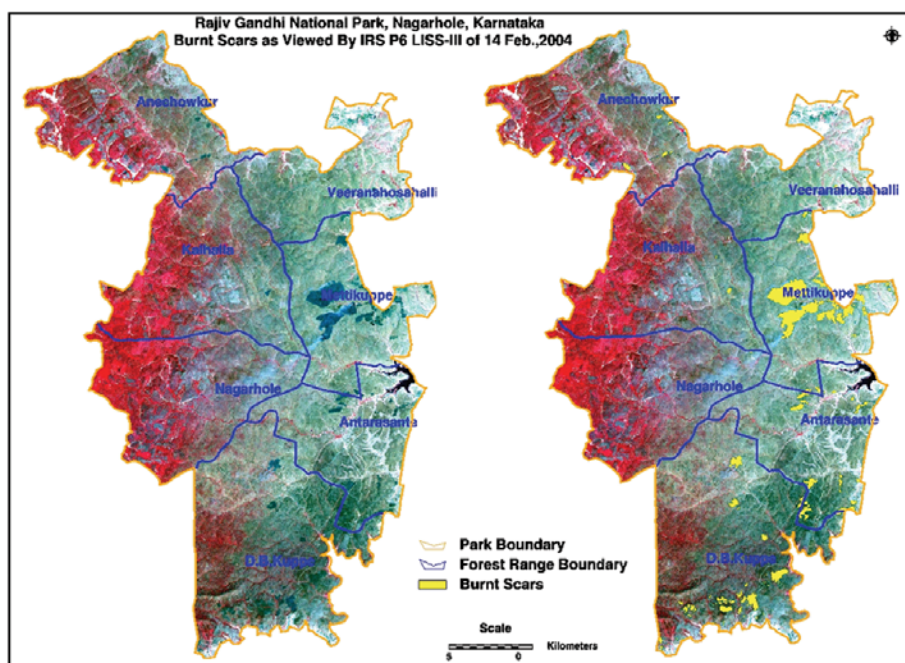 Rajiv Gandhi National Park, Nagarhole, Karnataka
Burnt Scars as Viewed By IRS P6 LISS-III of 14 Feb.,2004
Anechowkur
Veeranahosahalli
Kalhalla
Mettikuppe
Nagarhole
Antarasante
D.B.Kuppe
Anechowkur
Veeranahosahalli
Kalhalla
Mettikuppe
Nagarhole
Antarasante
D.B.Kuppe
Park Boundary
Forest Range Boundary
Burnt Scars
Scale
5 0 Kilometers